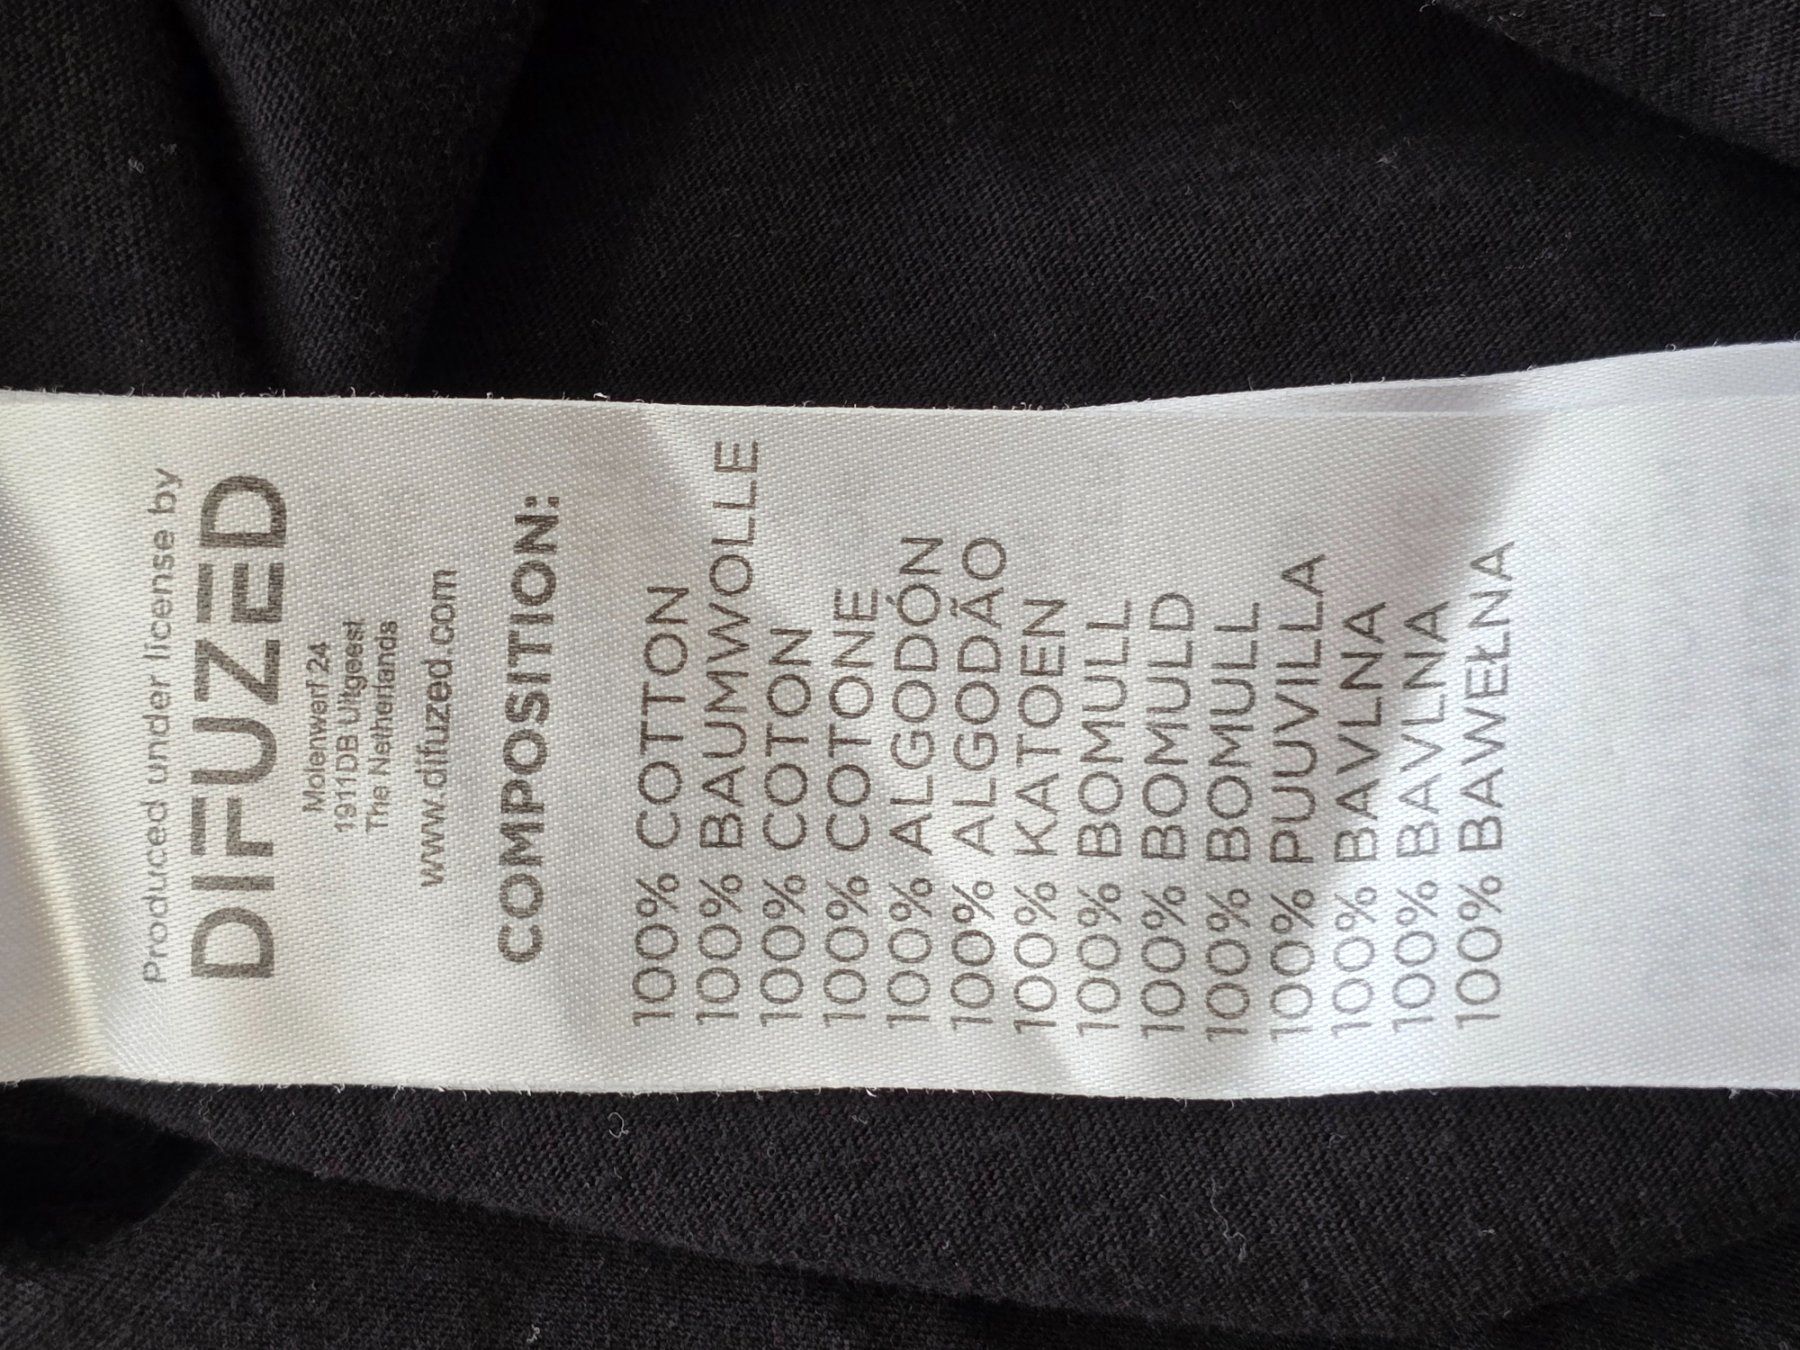 Produced under license by
DIFUZED
Molenwerf 24
1911DB Uitgeest
The Netherlands
www.difuzed.com
COMPOSITION:
100% COTTON
100% BAUMWOLLE
100% COTON
100% COTONE
100% ALGODÓN
100% ALGODÃO
100% KATOEN
100% BOMULL
100% BOMULD
100% BOMULL
100% PUUVILLA
100% BAVLNA
100% BAVLNA
100% BAWEŁNA